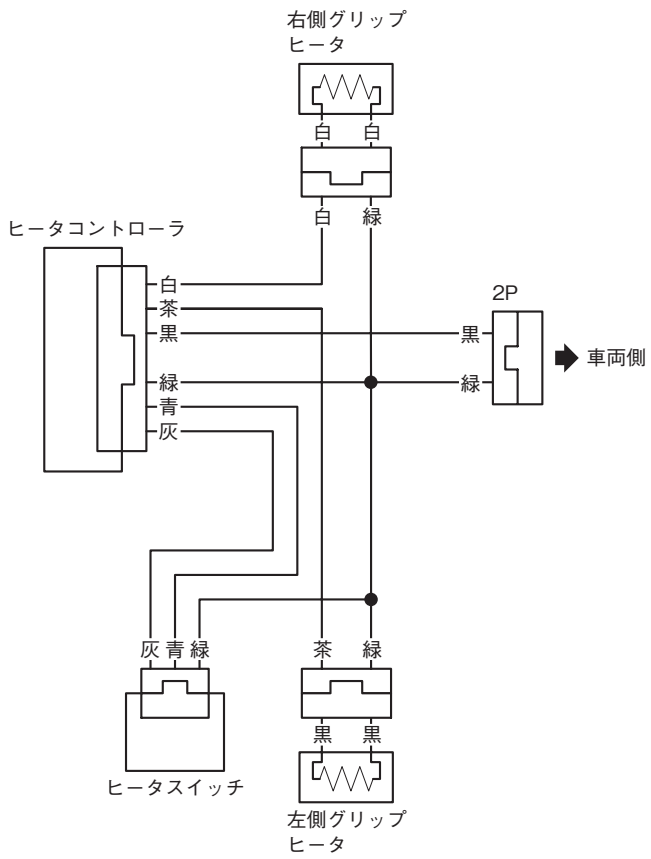 右側グリップ
ヒータ
白 白
白 緑
ヒータコントローラ
白
茶
黒
緑
青
灰
2P
黒
緑
車両側
灰 青 緑
茶 緑
黒 黒
ヒータスイッチ
左側グリップ
ヒータ